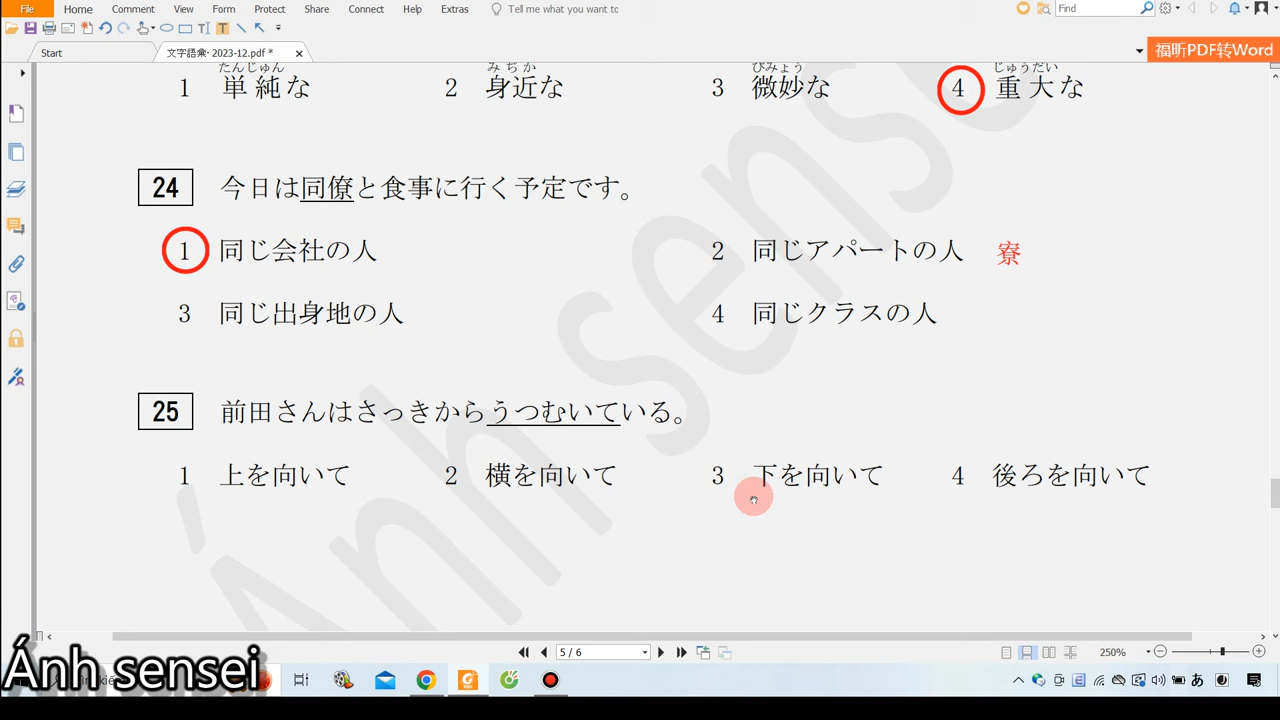 File Home Comment View Form Protect Share Connect Help Extras Tell me what you want to Find
Start 文字語彙- 2023-12.pdf *
福昕PDF转Word
たんじゅん みぢか びみょう じゅうだい
1 単純な 2 身近な 3 微妙な 4 重大な
24 今日は同僚と食事に行く予定です。
1 同じ会社の人 2 同じアパートの人 寮
3 同じ出身地の人 4 同じクラスの人
25 前田さんはさっきからうつむいている。
1 上を向いて 2 横を向いて 3 下を向いて 4 後ろを向いて
Ánh sense
5 / 6
250%
Ánh sensei